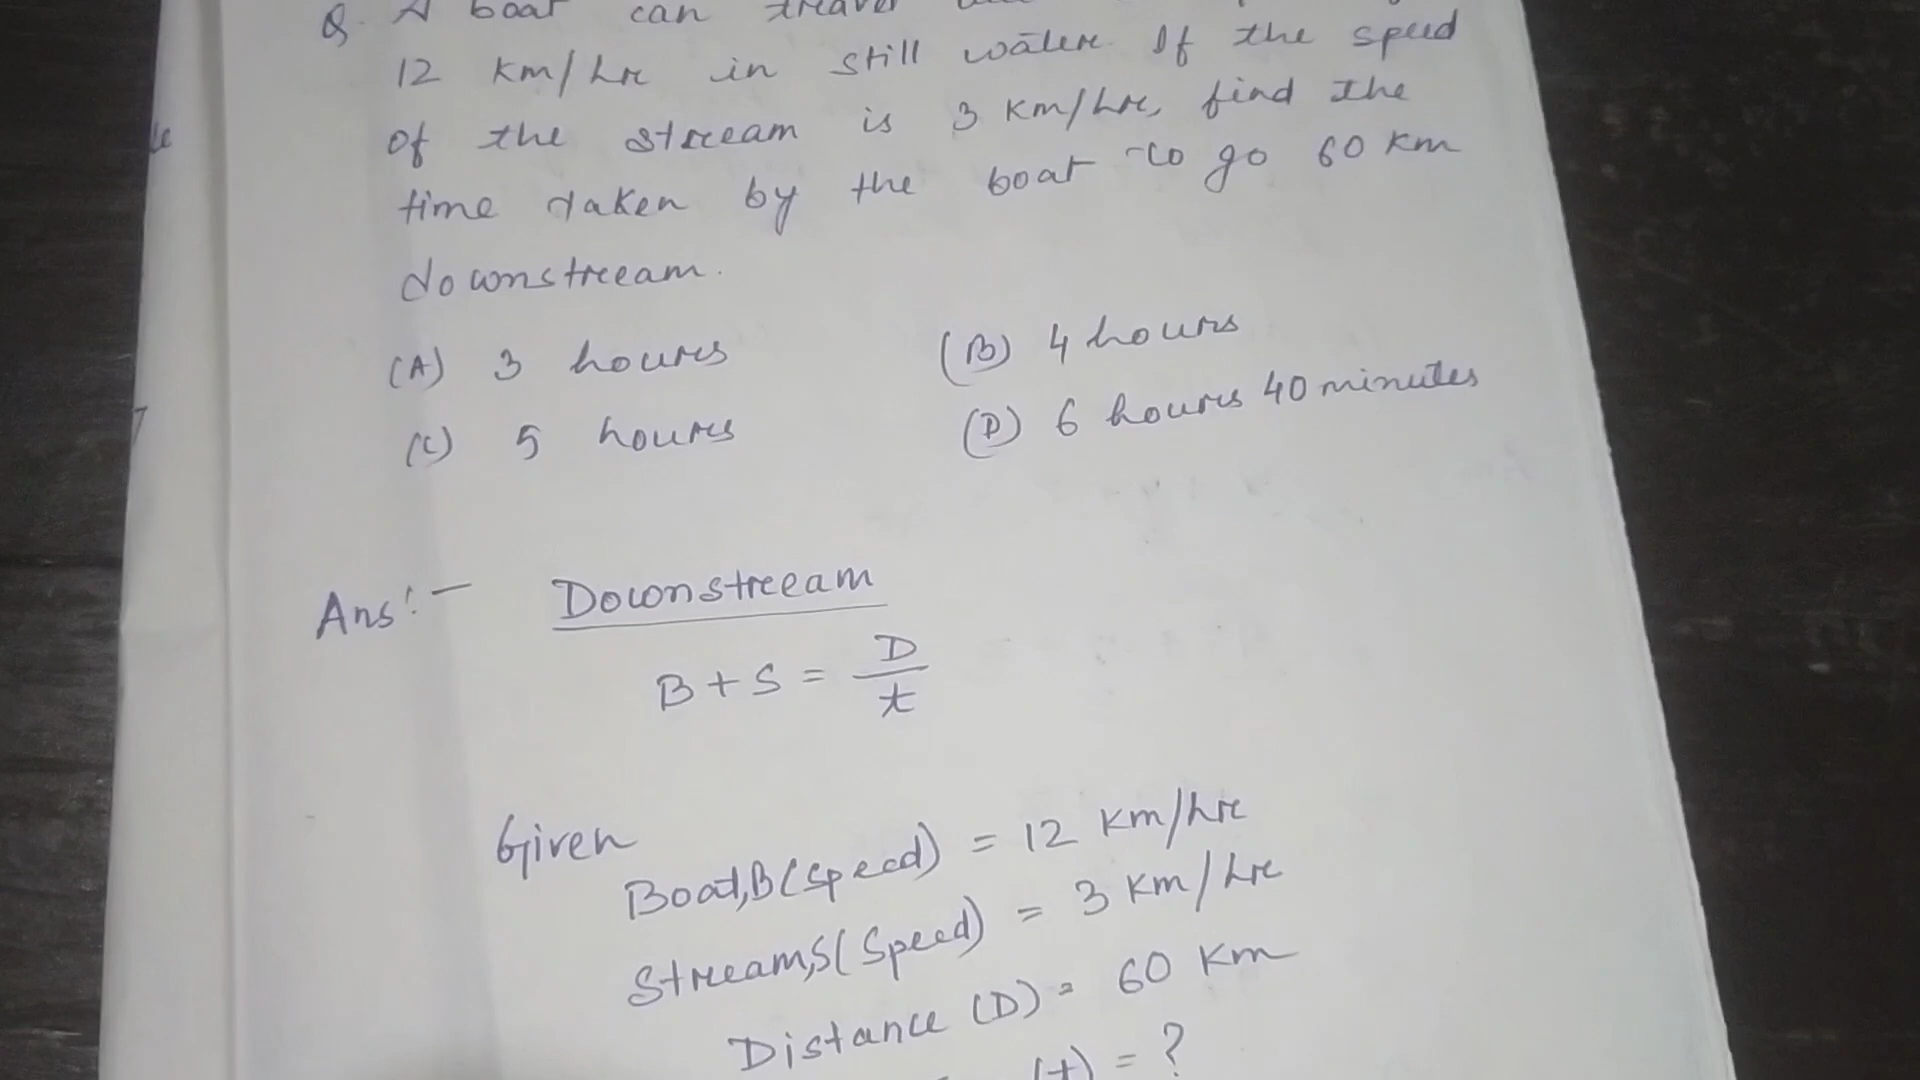 Q. A boat can travel
12 km/hr in still water. If the speed
of the stream is 3 km/hr, find the
time taken by the boat to go 60 km
downstream.
(A) 3 hours (B) 4 hours
(C) 5 hours (D) 6 hours 40 minutes
Ans:- Downstream
B + S = D/t
Given
Boat,B(speed) = 12 km/hr
Stream,S(Speed) = 3 km/hr
Distance (D) = 60 km
(t) = ?